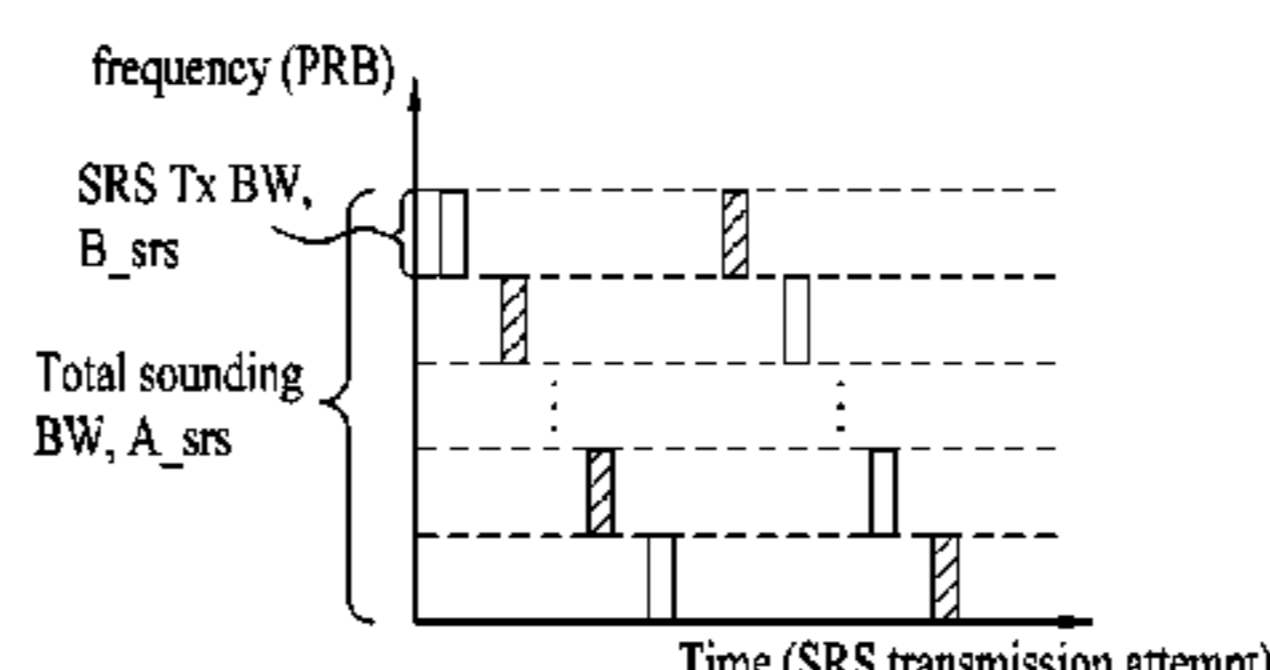 frequency (PRB)
SRS Tx BW,
B_srs
Total sounding
BW, A_srs
Time (SRS transmission attempt)